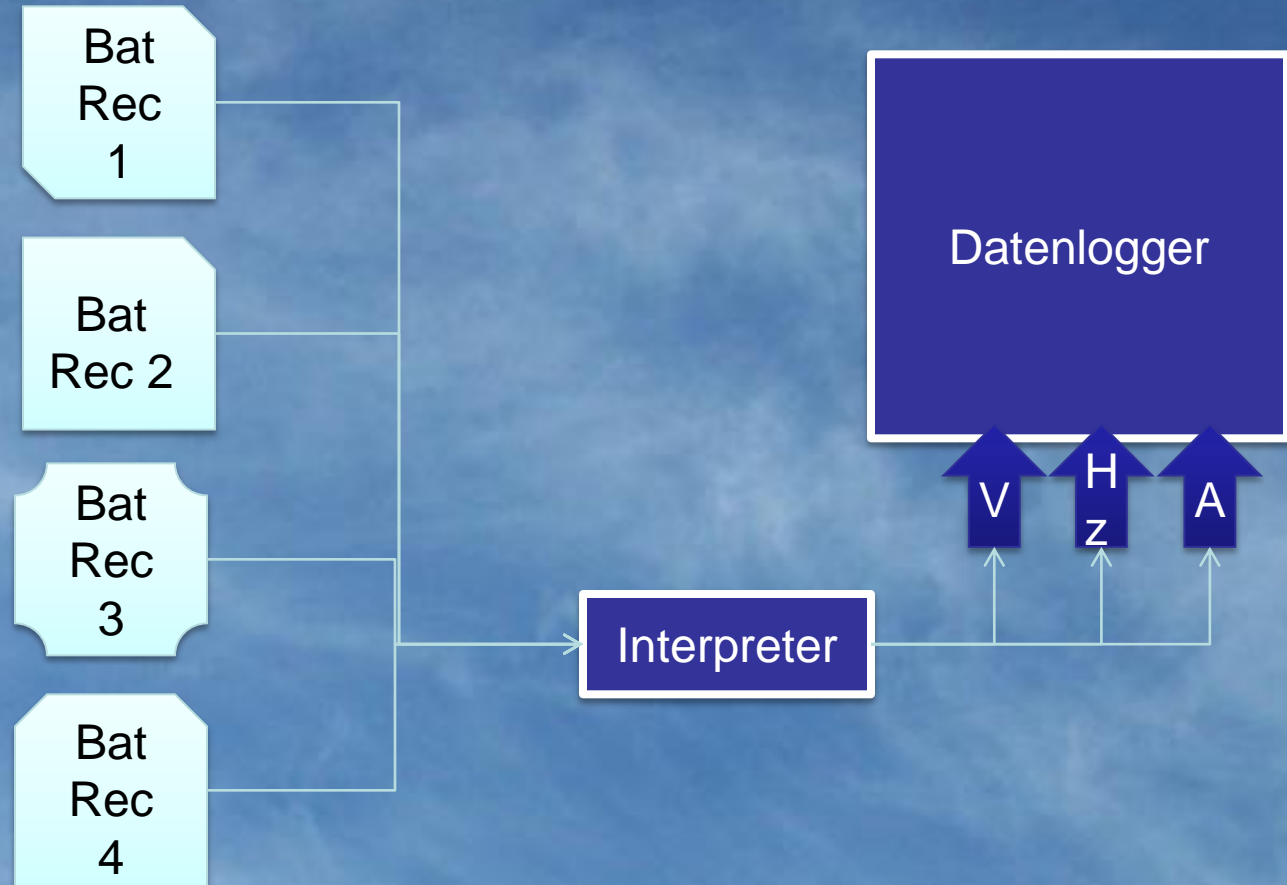 Bat
Rec
1
Bat
Rec 2
Bat
Rec
3
Bat
Rec
4
Datenlogger
V
H
z
A
Interpreter